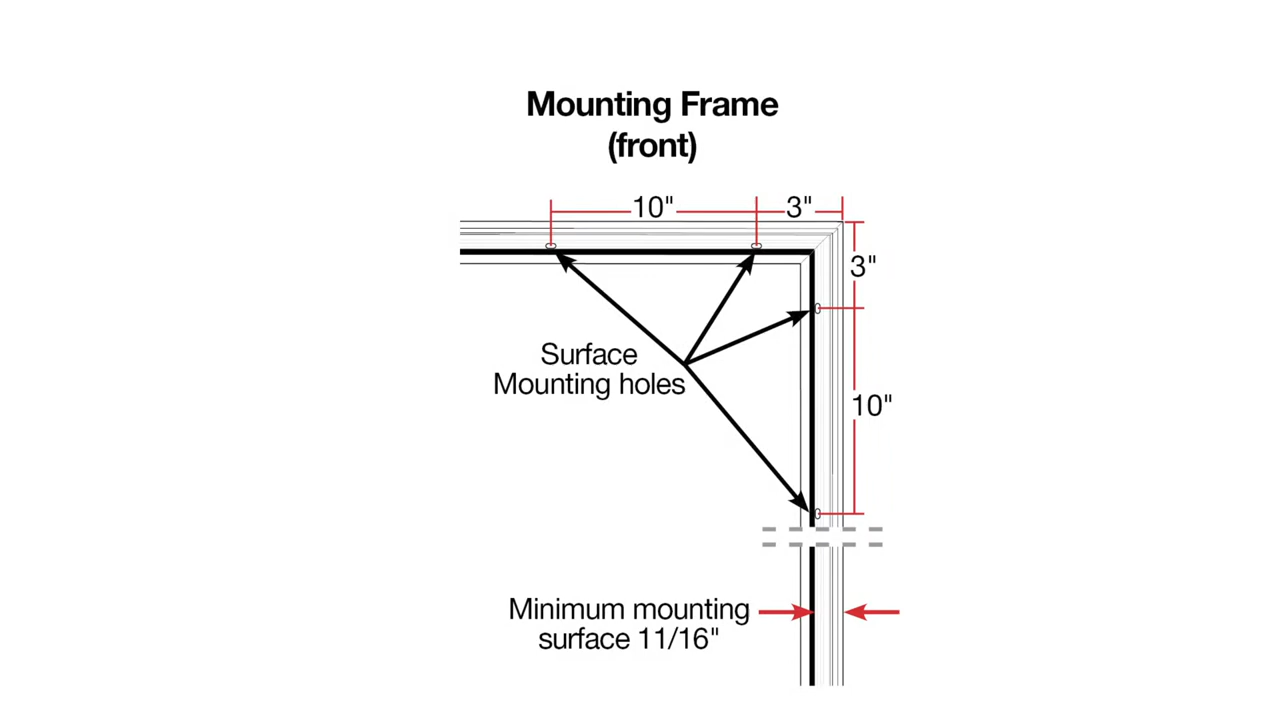 Mounting Frame
(front)
10" 3"
3"
Surface
Mounting holes
10"
Minimum mounting
surface 11/16"